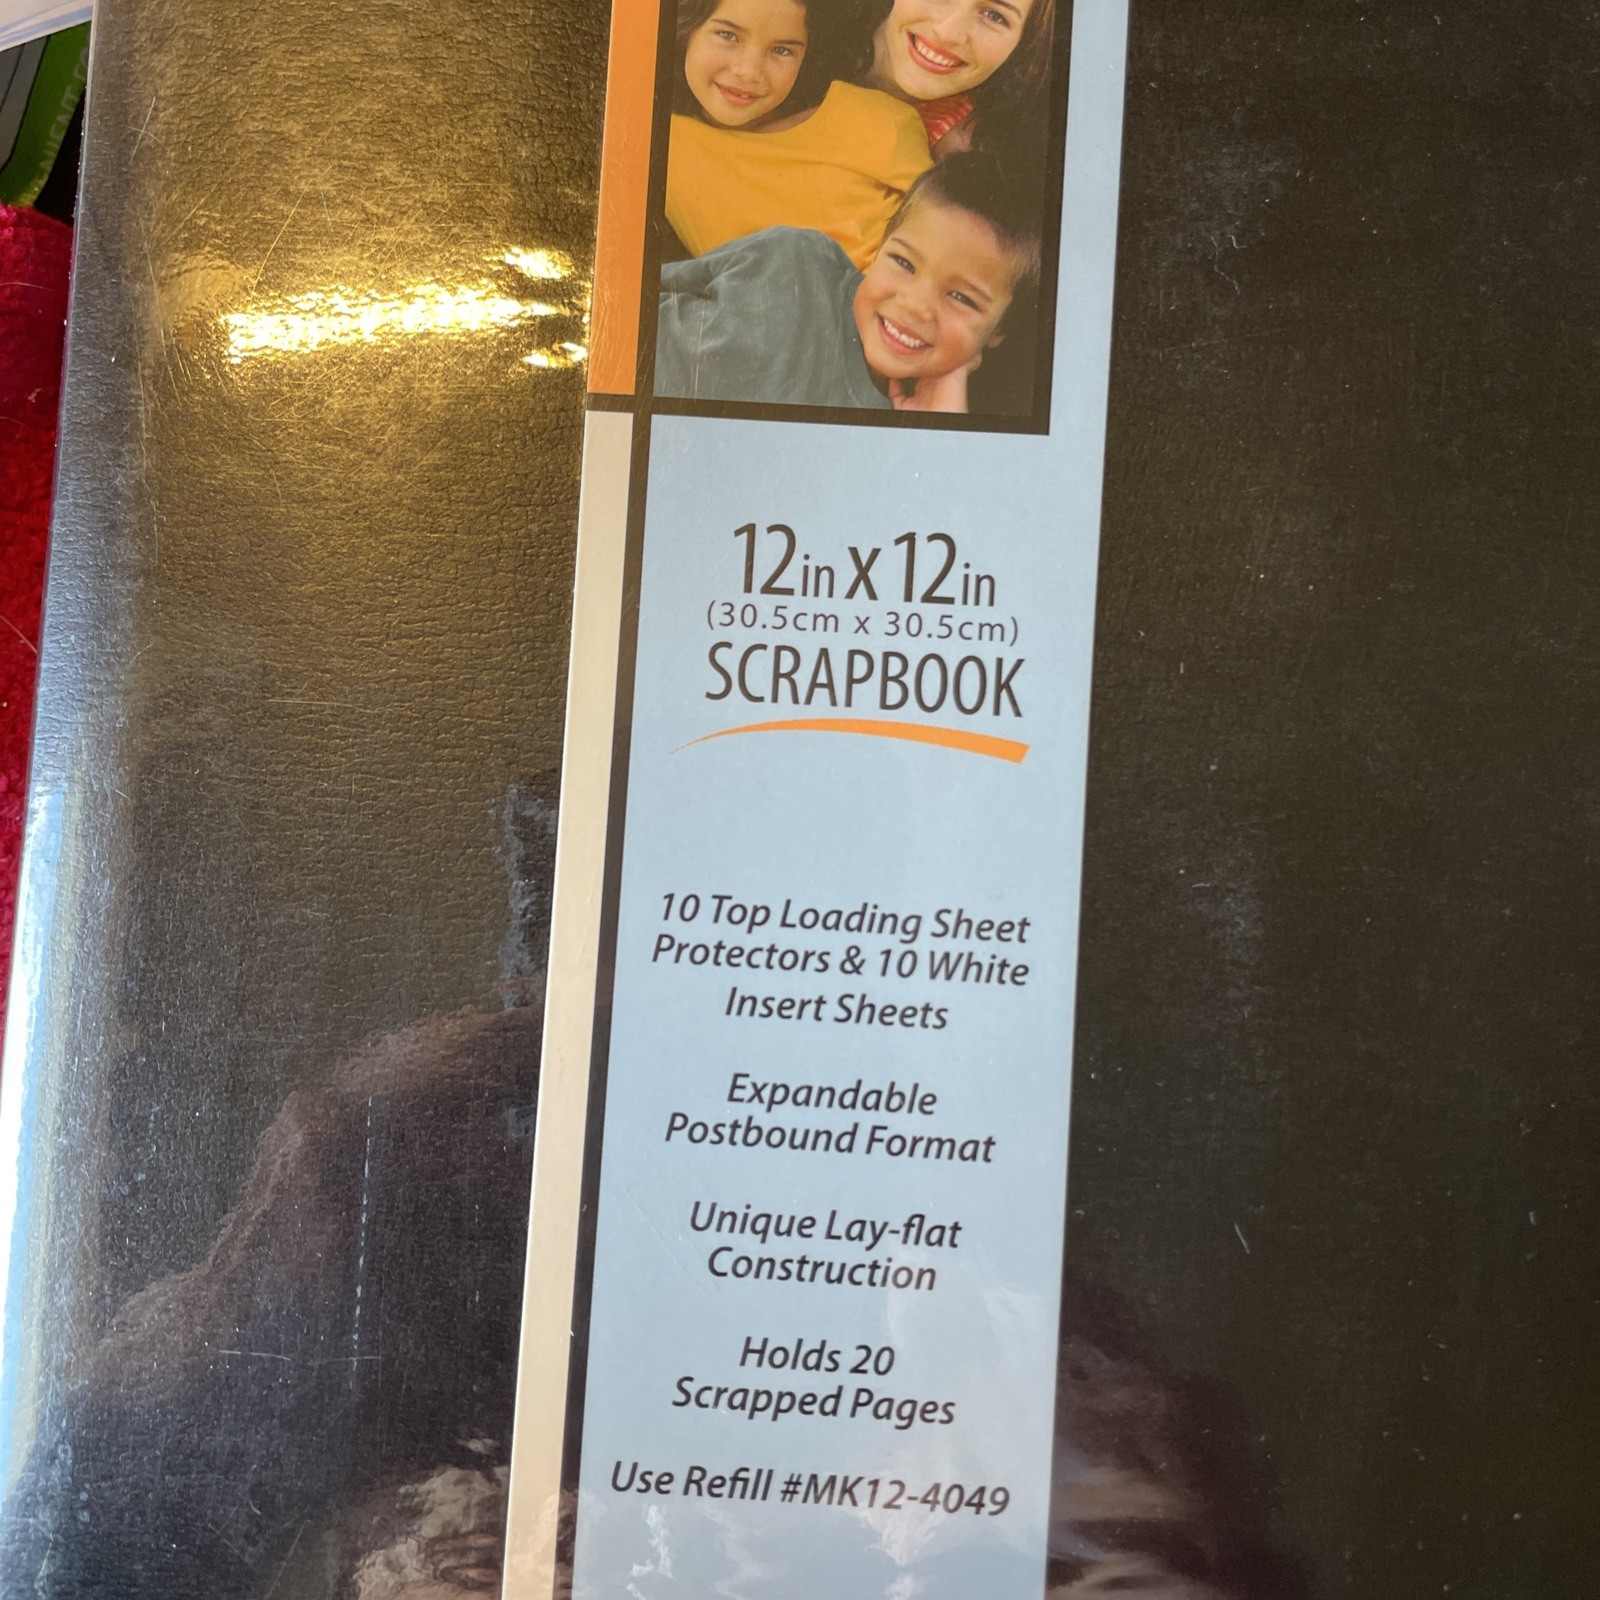 12in x 12in
(30.5cm x 30.5cm)
SCRAPBOOK
10 Top Loading Sheet
Protectors & 10 White
Insert Sheets
Expandable
Postbound Format
Unique Lay-flat
Construction
Holds 20
Scrapped Pages
Use Refill #MK12-4049